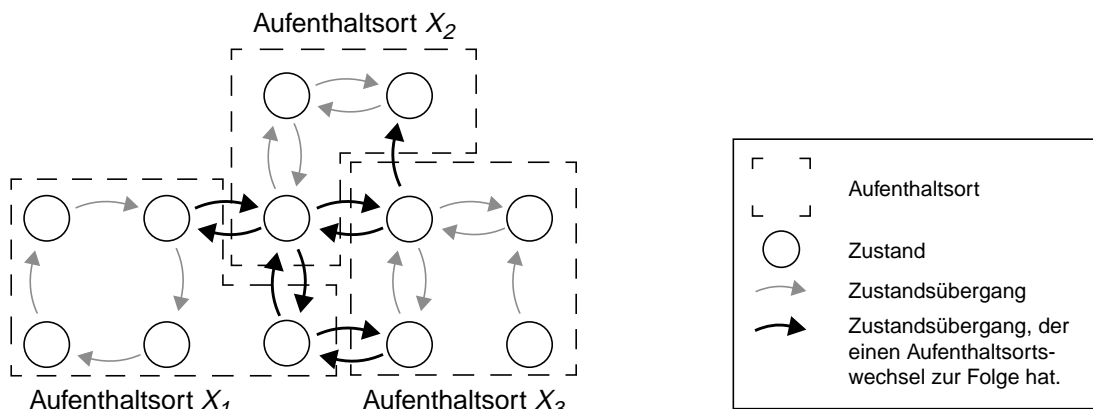 Aufenthaltsort X2
Aufenthaltsort X1
Aufenthaltsort X3
Aufenthaltsort
Zustand
Zustandsübergang
Zustandsübergang, der
einen Aufenthaltsorts-
wechsel zur Folge hat.